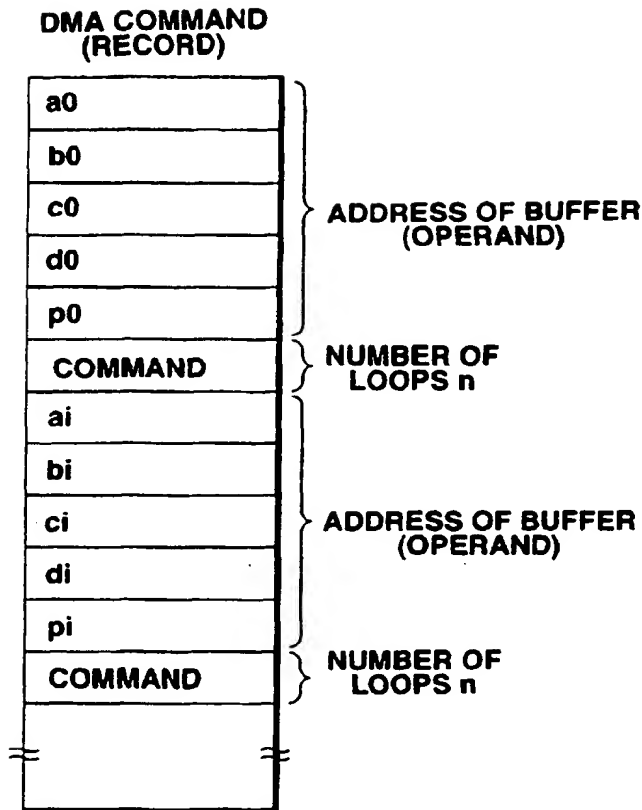 DMA COMMAND
(RECORD)
a0
b0
c0
d0
p0
ADDRESS OF BUFFER
(OPERAND)
COMMAND
NUMBER OF
LOOPS n
ai
bi
ci
di
pi
ADDRESS OF BUFFER
(OPERAND)
COMMAND
NUMBER OF
LOOPS n